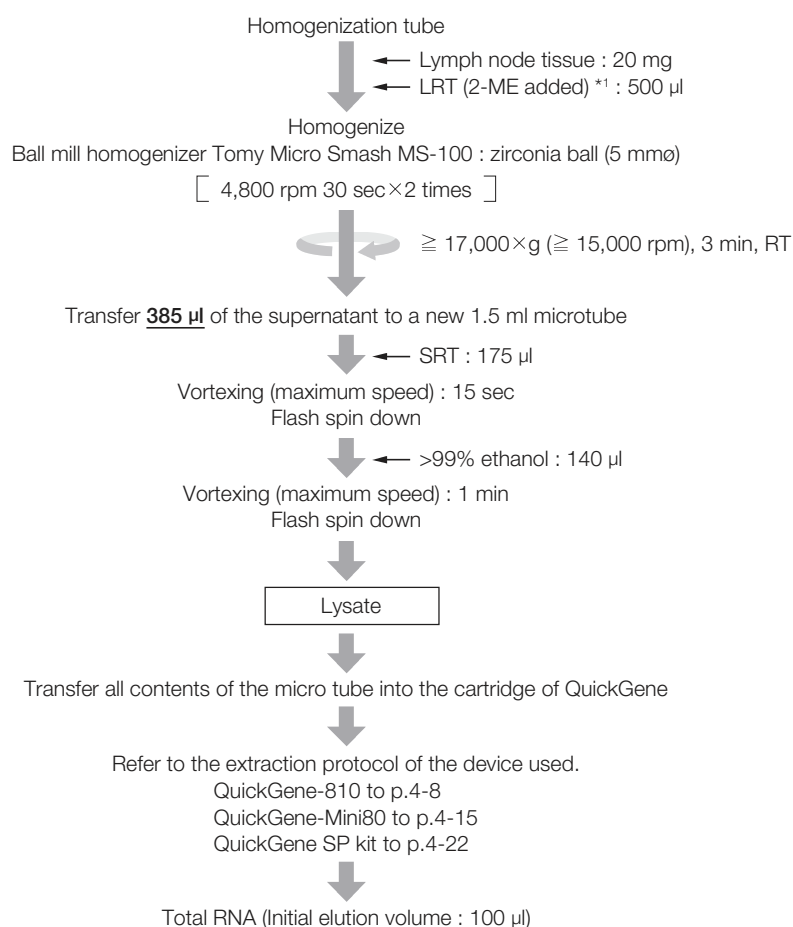 Homogenization tube
Lymph node tissue : 20 mg
LRT (2-ME added) *1 : 500 µl
Homogenize
Ball mill homogenizer Tomy Micro Smash MS-100 : zirconia ball (5 mmø)
[ 4,800 rpm 30 sec×2 times ]
≧ 17,000×g (≧ 15,000 rpm), 3 min, RT
Transfer 385 µl of the supernatant to a new 1.5 ml microtube
SRT : 175 µl
Vortexing (maximum speed) : 15 sec
Flash spin down
>99% ethanol : 140 µl
Vortexing (maximum speed) : 1 min
Flash spin down
Lysate
Transfer all contents of the micro tube into the cartridge of QuickGene
Refer to the extraction protocol of the device used.
QuickGene-810 to p.4-8
QuickGene-Mini80 to p.4-15
QuickGene SP kit to p.4-22
Total RNA (Initial elution volume : 100 µl)